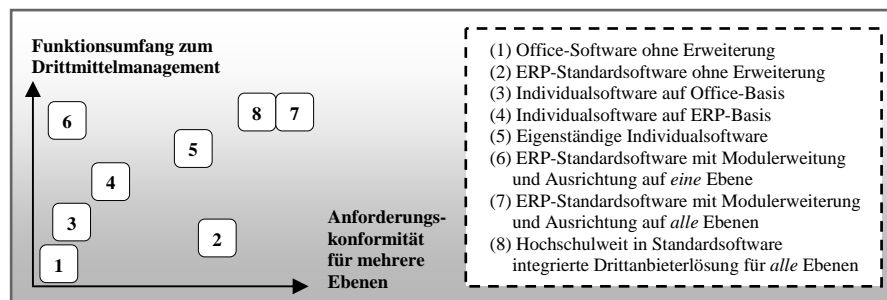 Funktionsumfang zum
Drittmittelmanagement
6
8
7
5
4
3
2
1
Anforderungs-
konformität
für mehrere
Ebenen
(1) Office-Software ohne Erweiterung
(2) ERP-Standardsoftware ohne Erweiterung
(3) Individualsoftware auf Office-Basis
(4) Individualsoftware auf ERP-Basis
(5) Eigenständige Individualsoftware
(6) ERP-Standardsoftware mit Modulerweitung
und Ausrichtung auf eine Ebene
(7) ERP-Standardsoftware mit Modulerweiterung
und Ausrichtung auf alle Ebenen
(8) Hochschulweit in Standardsoftware
integrierte Drittanbieterlösung für alle Ebenen